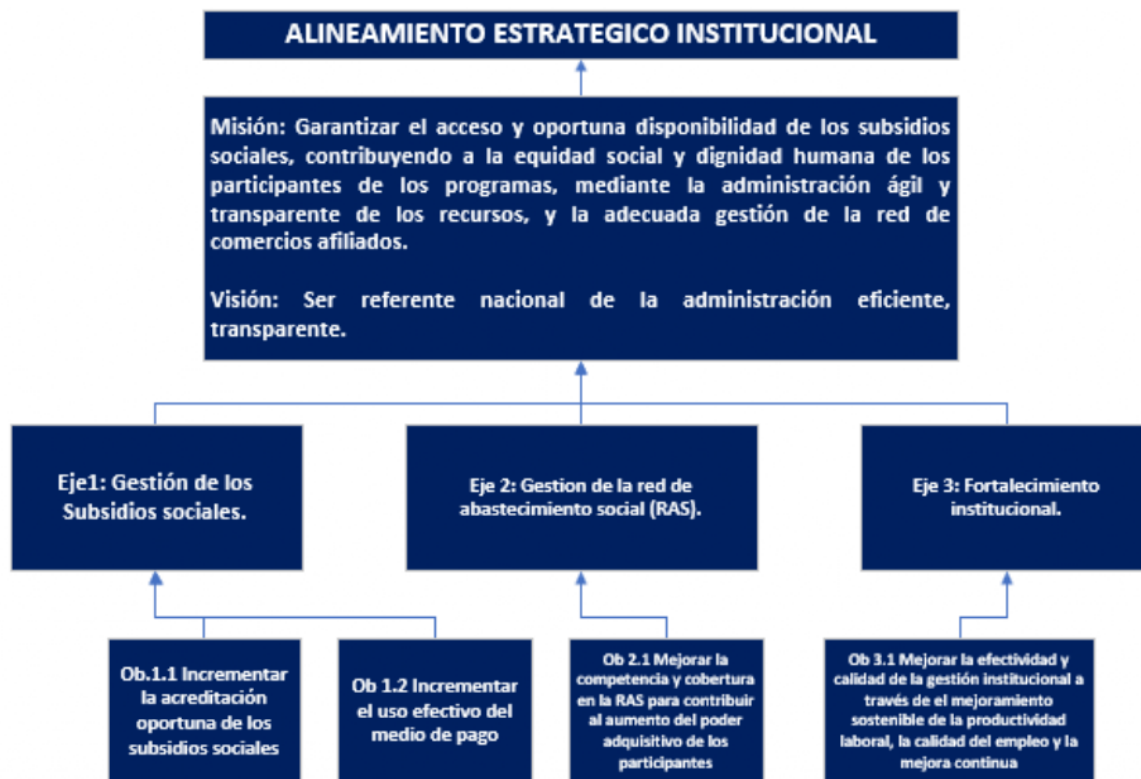 ALINEAMIENTO ESTRATEGICO INSTITUCIONAL
Misión: Garantizar el acceso y oportuna disponibilidad de los subsidios
sociales, contribuyendo a la equidad social y dignidad humana de los
participantes de los programas, mediante la administración ágil y
transparente de los recursos, y la adecuada gestión de la red de
comercios afiliados.
Visión: Ser referente nacional de la administración eficiente,
transparente.
Eje1: Gestión de los
Subsidios sociales.
Eje 2: Gestion de la red de
abastecimiento social (RAS).
Eje 3: Fortalecimiento
institucional.
Ob.1.1 Incrementar
la acreditación
oportuna de los
subsidios sociales
Ob 1.2 Incrementar
el uso efectivo del
medio de pago
Ob 2.1 Mejorar la
competencia y cobertura
en la RAS para contribuir
al aumento del poder
adquisitivo de los
participantes
Ob 3.1 Mejorar la efectividad y
calidad de la gestión institucional a
través de el mejoramiento
sostenible de la productividad
laboral, la calidad del empleo y la
mejora continua